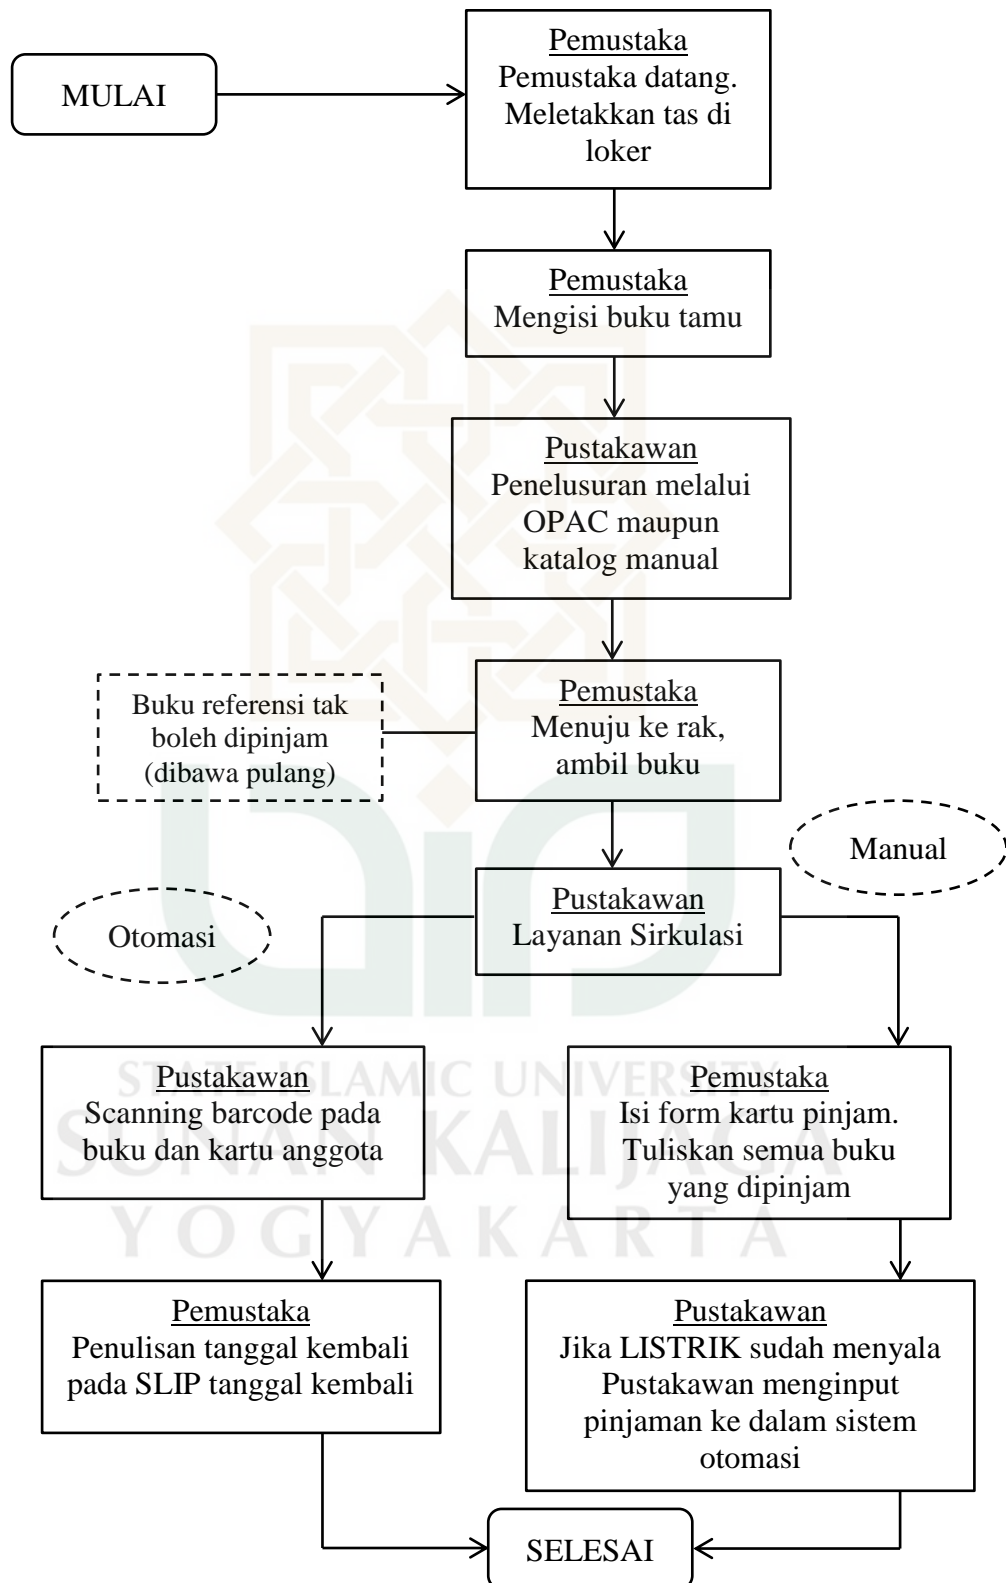 MULAI
Pemustaka
Pemustaka datang.
Meletakkan tas di
loker
Pemustaka
Mengisi buku tamu
Pustakawan
Penelusuran melalui
OPAC maupun
katalog manual
Pemustaka
Menuju ke rak,
ambil buku
Buku referensi tak
boleh dipinjam
(dibawa pulang)
Manual
Pustakawan
Layanan Sirkulasi
Otomasi
Pustakawan
Scanning barcode pada
buku dan kartu anggota
Pemustaka
Isi form kartu pinjam.
Tuliskan semua buku
yang dipinjam
Pemustaka
Penulisan tanggal kembali
pada SLIP tanggal kembali
Pustakawan
Jika LISTRIK sudah menyala
Pustakawan menginput
pinjaman ke dalam sistem
otomasi
SELESAI
STATE ISLAMIC UNIVERSITY
SUNAN KALIJAGA
YOGYAKARTA